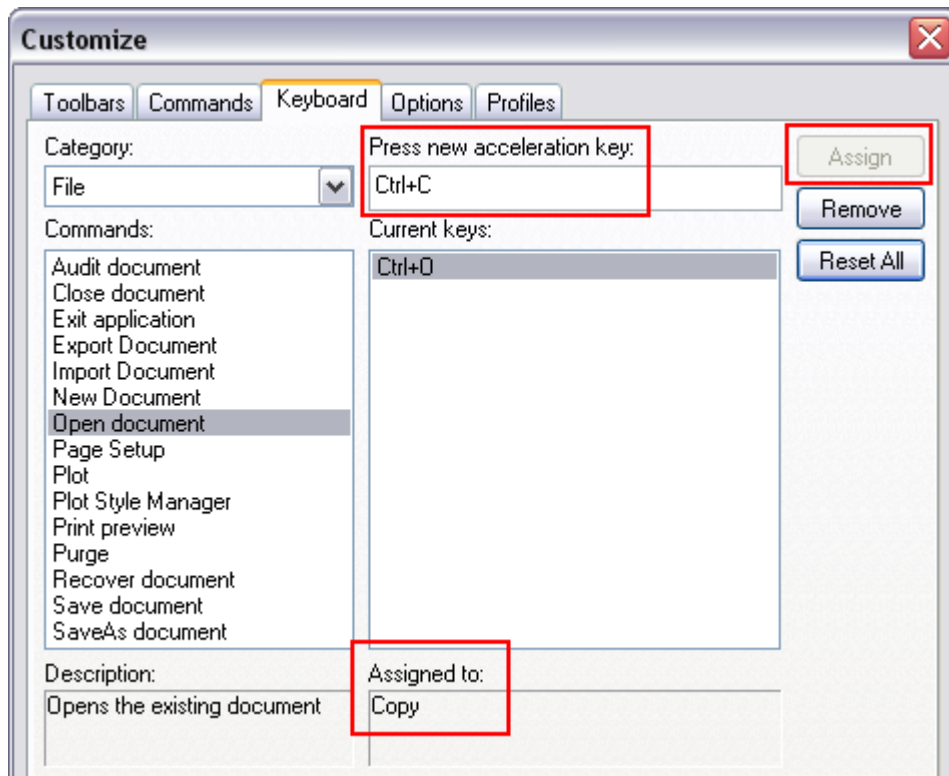 Customize
Toolbars Commands Keyboard Options Profiles
Category:
File
Press new acceleration key:
Ctrl+C
Assign
Remove
Reset All
Commands:
Audit document
Close document
Exit application
Export Document
Import Document
New Document
Open document
Page Setup
Plot
Plot Style Manager
Print preview
Purge
Recover document
Save document
SaveAs document
Current keys:
Ctrl+O
Description:
Opens the existing document
Assigned to:
Copy